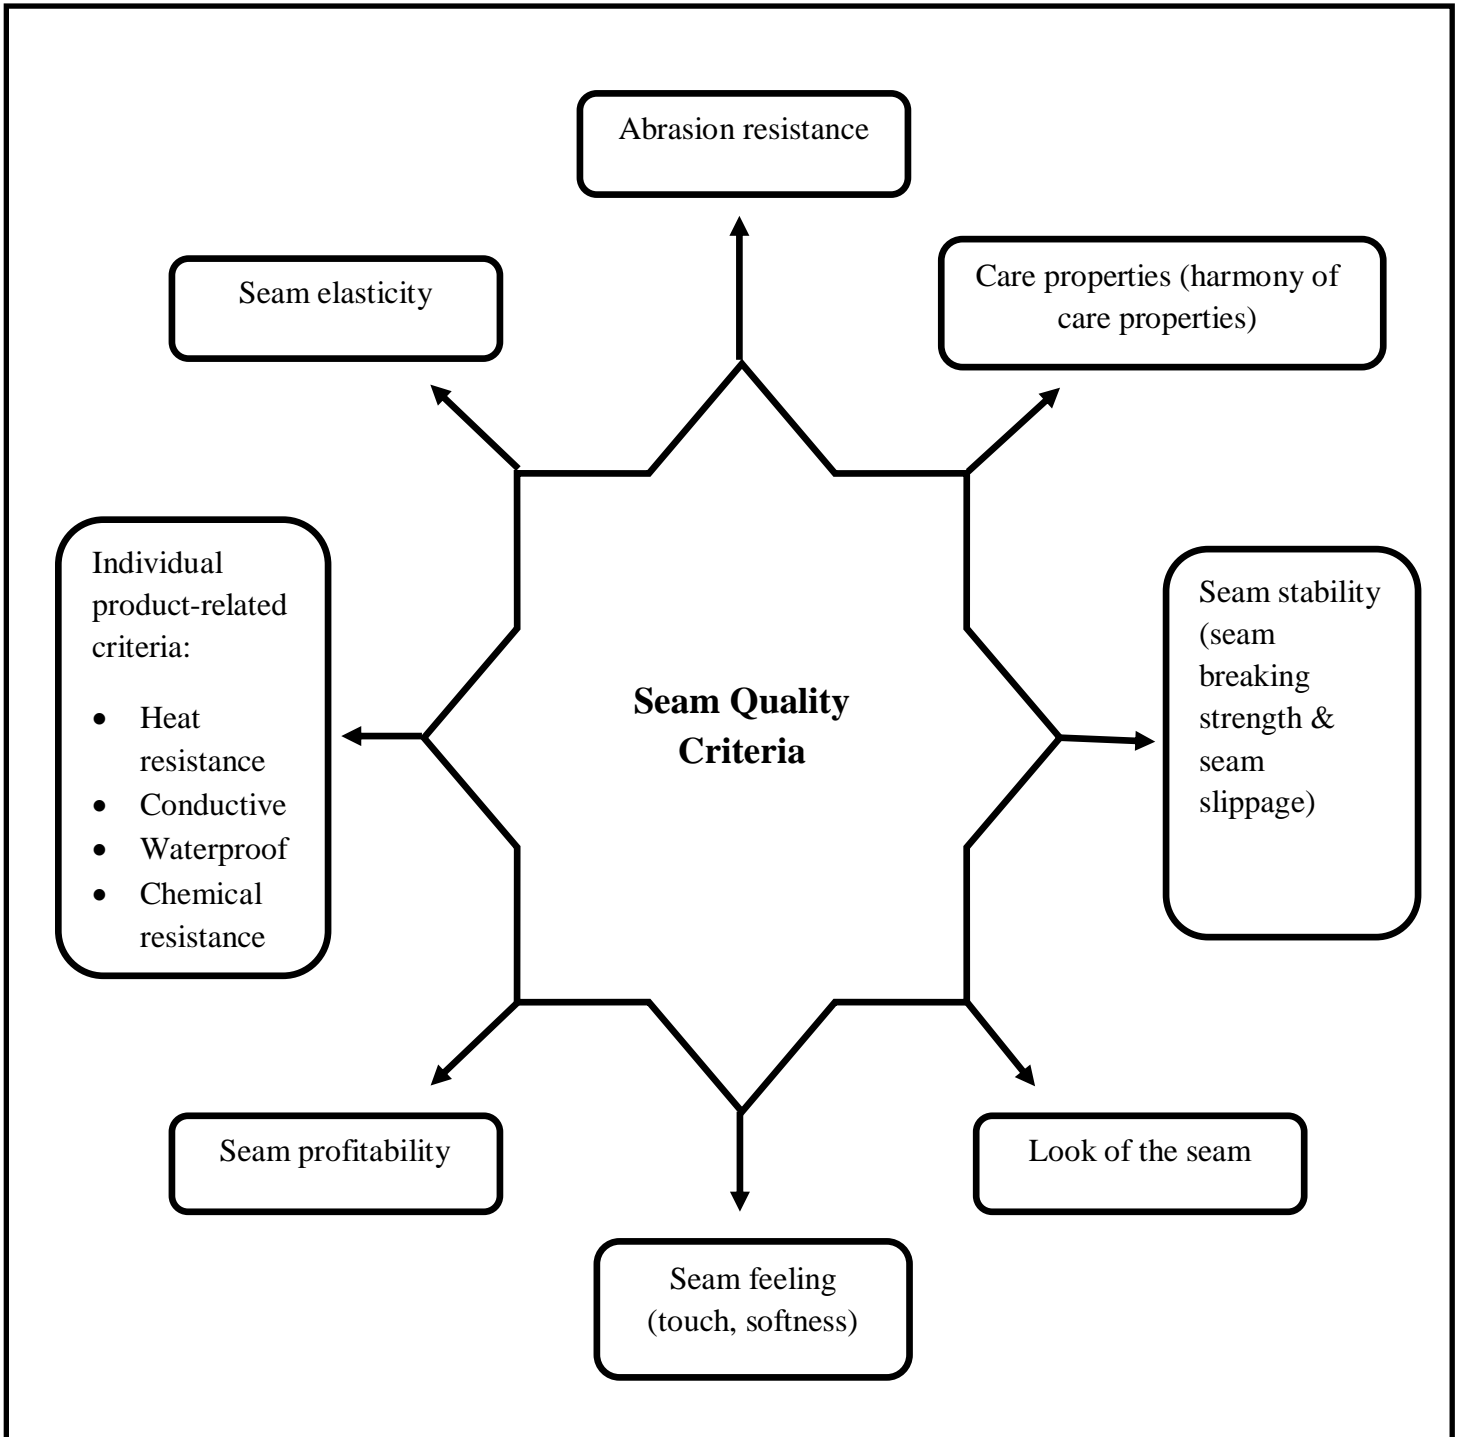 Abrasion resistance
Seam elasticity
Care properties (harmony of
care properties)
Individual
product-related
criteria:
• Heat
resistance
• Conductive
• Waterproof
• Chemical
resistance
Seam Quality
Criteria
Seam stability
(seam
breaking
strength &
seam
slippage)
Seam profitability
Look of the seam
Seam feeling
(touch, softness)